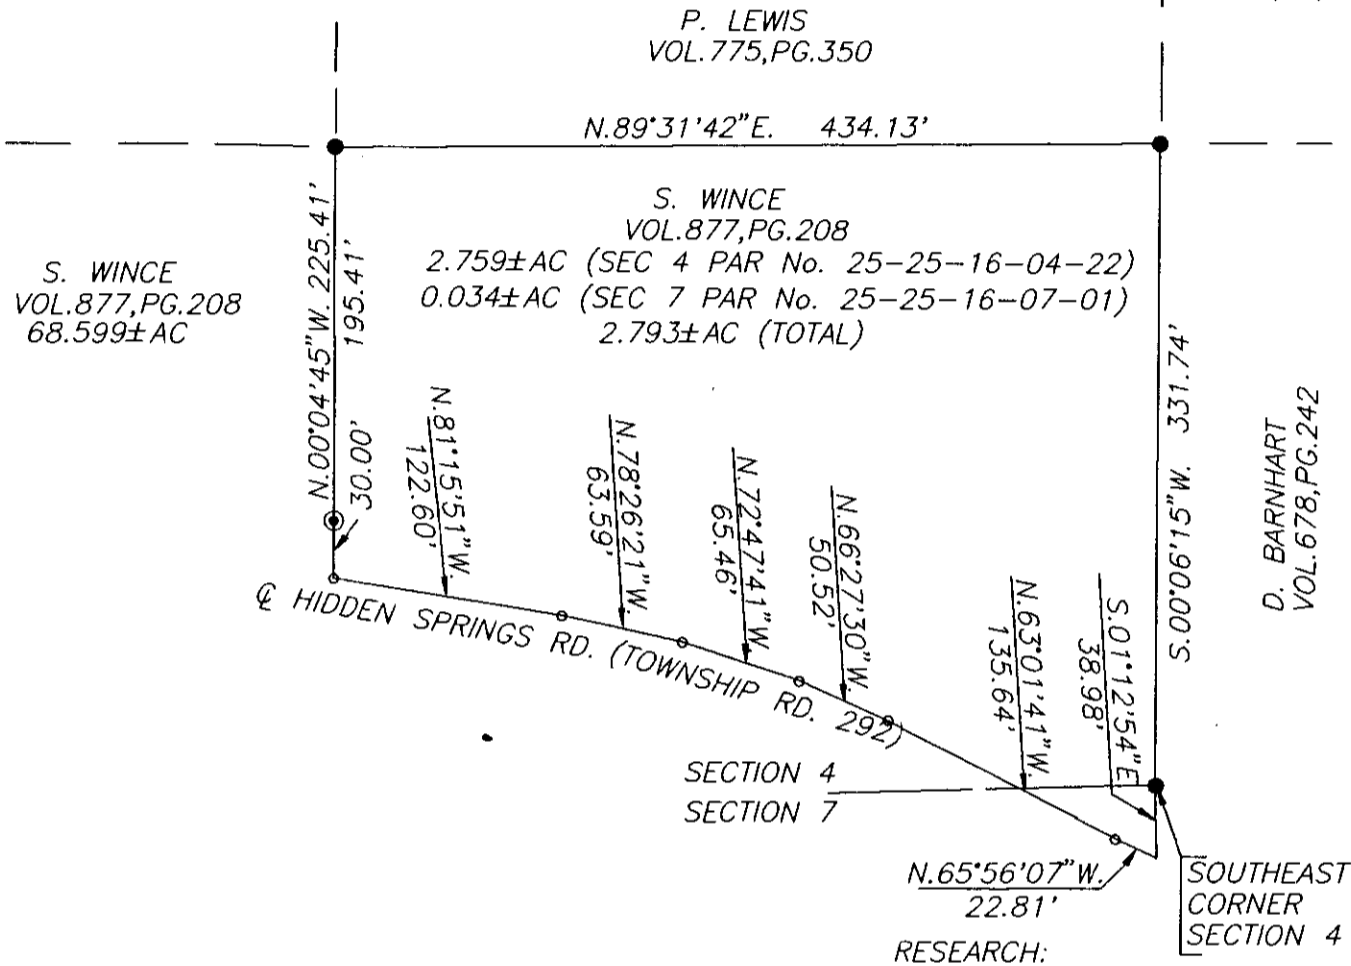 P. LEWIS
VOL.775,PG.350
N.89°31'42"E. 434.13'
S. WINCE
VOL.877,PG.208
2.759±AC (SEC 4 PAR No. 25-25-16-04-22)
0.034±AC (SEC 7 PAR No. 25-25-16-07-01)
2.793±AC (TOTAL)
S. WINCE
VOL.877,PG.208
68.599±AC
N.00°04'45"W. 225.41'
195.41'
30.00'
N.81°15'51"W.
122.60'
N.78°26'21"W.
63.59'
N.72°47'41"W.
65.46'
N.66°27'30"W.
50.52'
N.63°01'41"W.
135.64'
S.01°12'54"E
38.98'
S.00°06'15"W. 331.74'
D. BARNHART
VOL.678,PG.242
℄ HIDDEN SPRINGS RD. (TOWNSHIP RD. 292)
SECTION 4
SECTION 7
N.65°56'07"W.
22.81'
SOUTHEAST
CORNER
SECTION 4
RESEARCH: